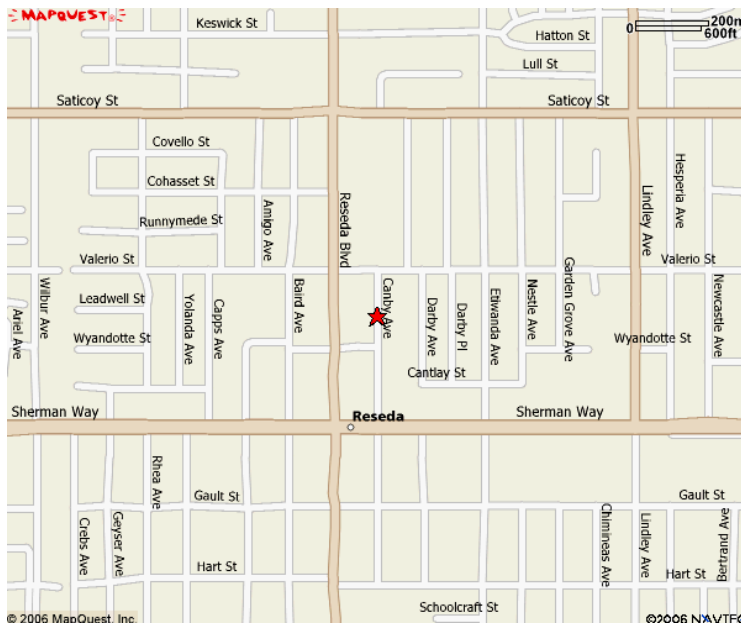 MAPQUEST
Keswick St
200m
0
600ft
Hatton St
Lull St
Saticoy St
Saticoy St
Covello St
Cohasset St
Runnymede St
Amigo Ave
Reseda Blvd
Lindley Ave
Hesperia Ave
Valerio St
Valerio St
Wilbur Ave
Ariel Ave
Leadwell St
Yolanda Ave
Capps Ave
Baird Ave
Canby Ave
Darby Ave
Darby Pl
Etiwanda Ave
Nestle Ave
Garden Grove Ave
Newcastle Ave
Wyandotte St
Wyandotte St
Cantlay St
Sherman Way
Reseda
Sherman Way
Rhea Ave
Gault St
Gault St
Crebs Ave
Geyser Ave
Chimineas Ave
Lindley Ave
Bertrand Ave
Hart St
Hart St
Schoolcraft St
© 2006 MapQuest, Inc.
©2006 NAVTEQ